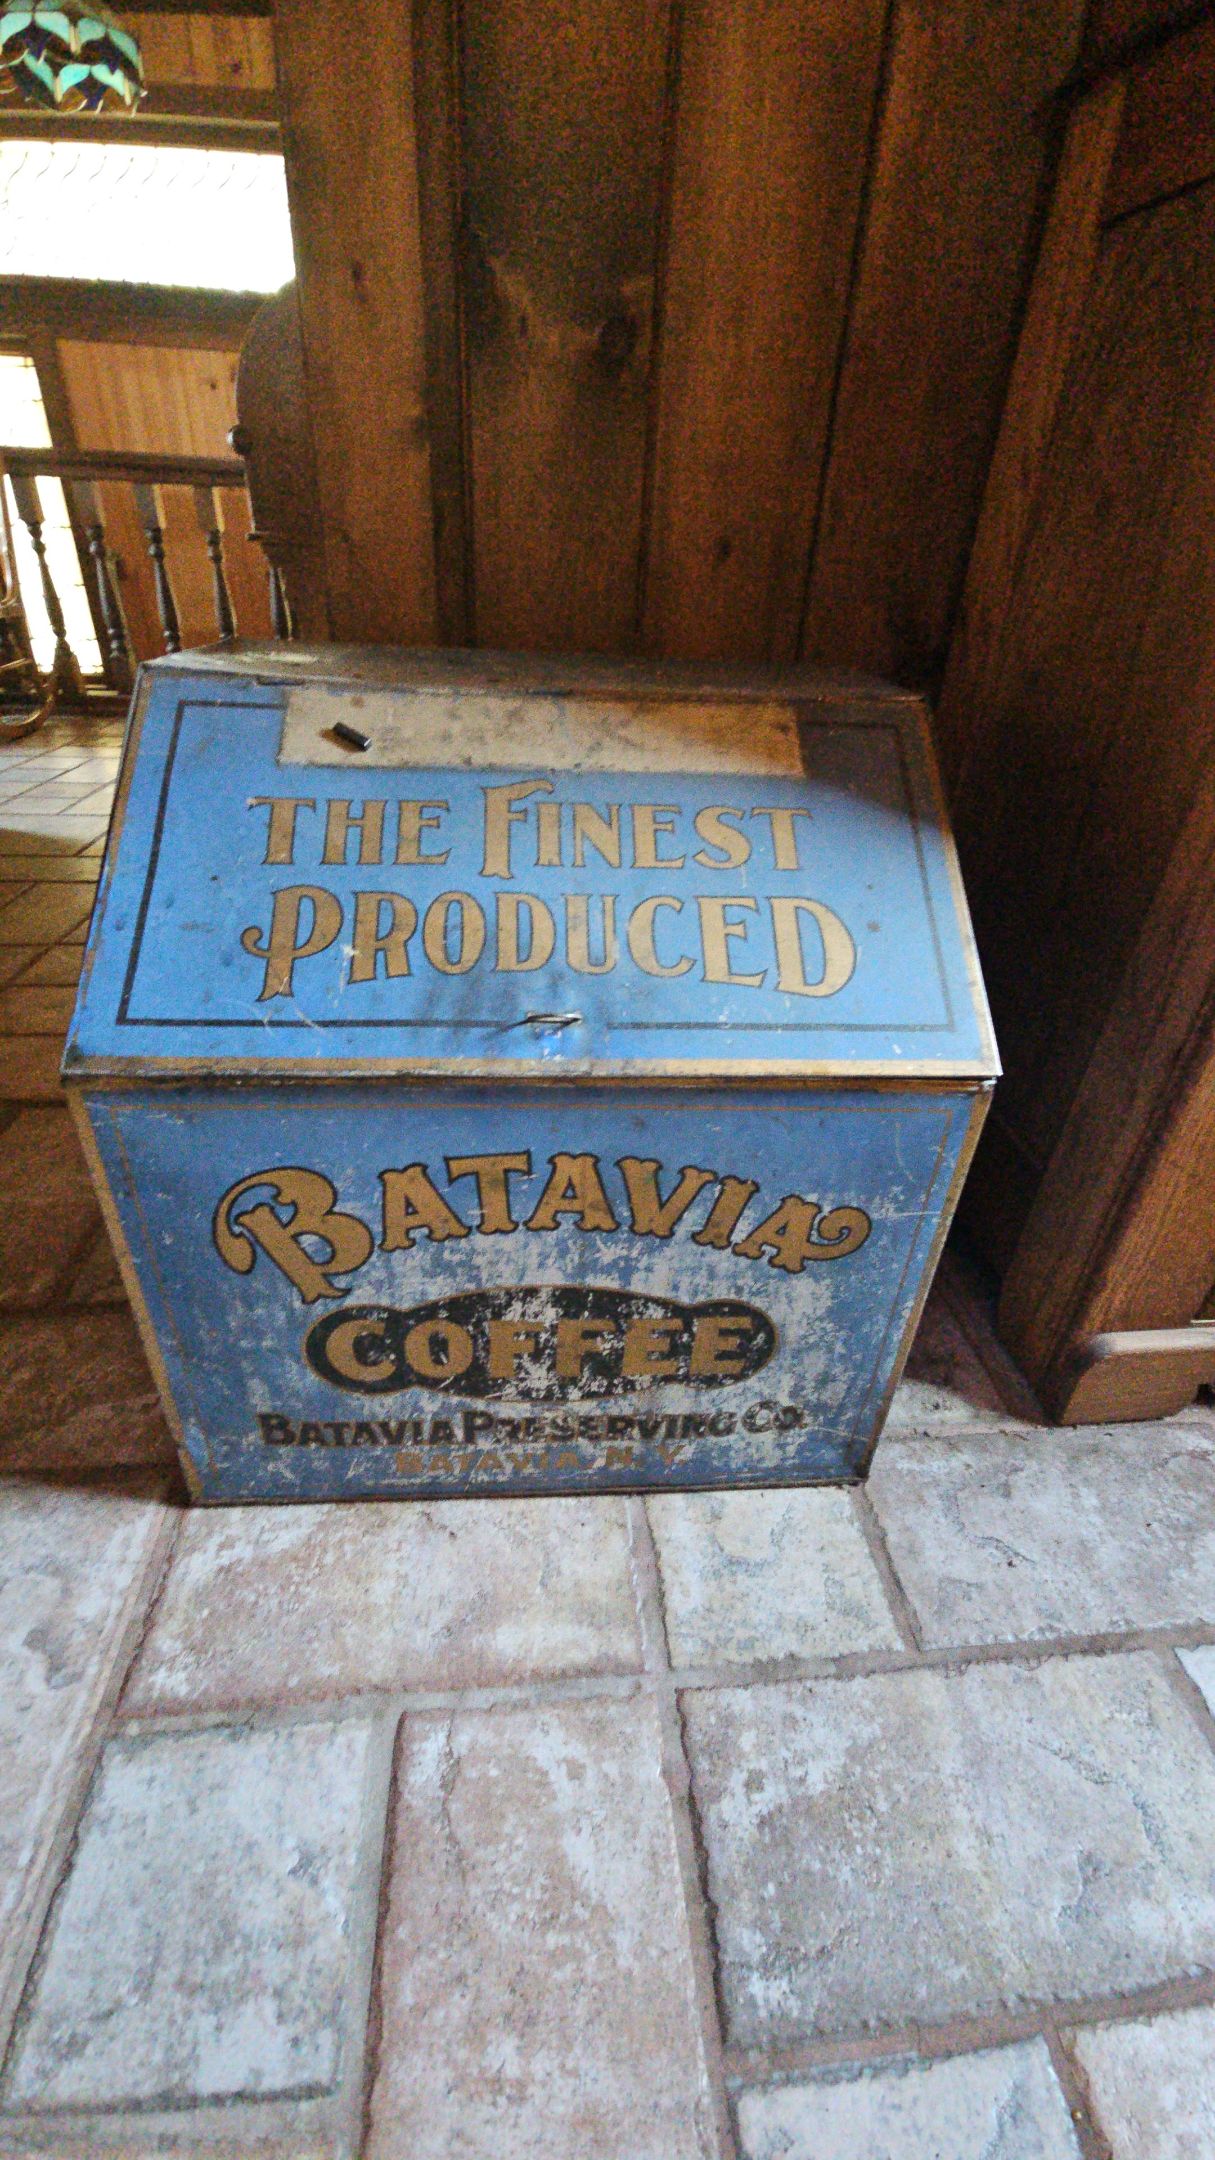 THE FINEST
PRODUCED
BATAVIA
COFFEE
BATAVIA PRESERVING CO.
BATAVIA, N.Y.